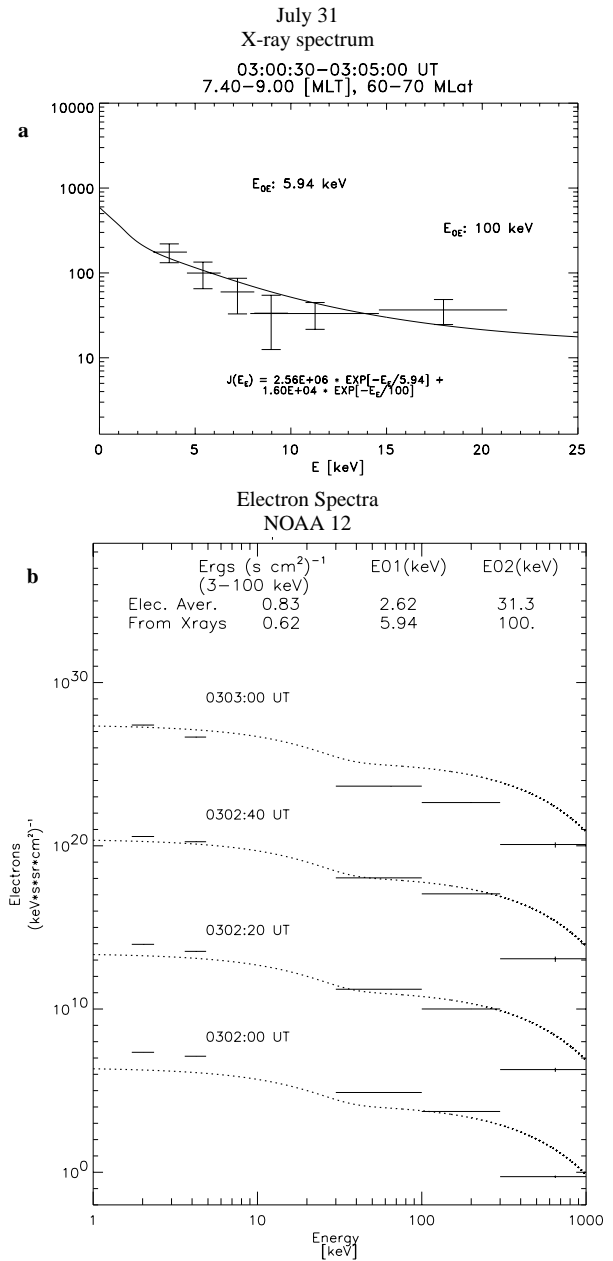 July 31
X-ray spectrum
03:00:30-03:05:00 UT
7.40-9.00 [MLT], 60-70 MLat
a
10000
1000
100
10
E0E: 5.94 keV
E0E: 100 keV
J(EE) = 2.56E+06 * EXP[-EE/5.94] +
1.60E+04 * EXP[-EE/100]
0 5 10 15 20 25
E [keV]
Electron Spectra
NOAA 12
b
Ergs (s cm²)⁻¹ E01(keV) E02(keV)
(3-100 keV)
Elec. Aver. 0.83 2.62 31.3
From Xrays 0.62 5.94 100.
10³⁰
0303:00 UT
0302:40 UT
10²⁰
Electrons
(keV*s*sr*cm²)⁻¹
0302:20 UT
10¹⁰
0302:00 UT
10⁰
1 10 100 1000
Energy
[keV]